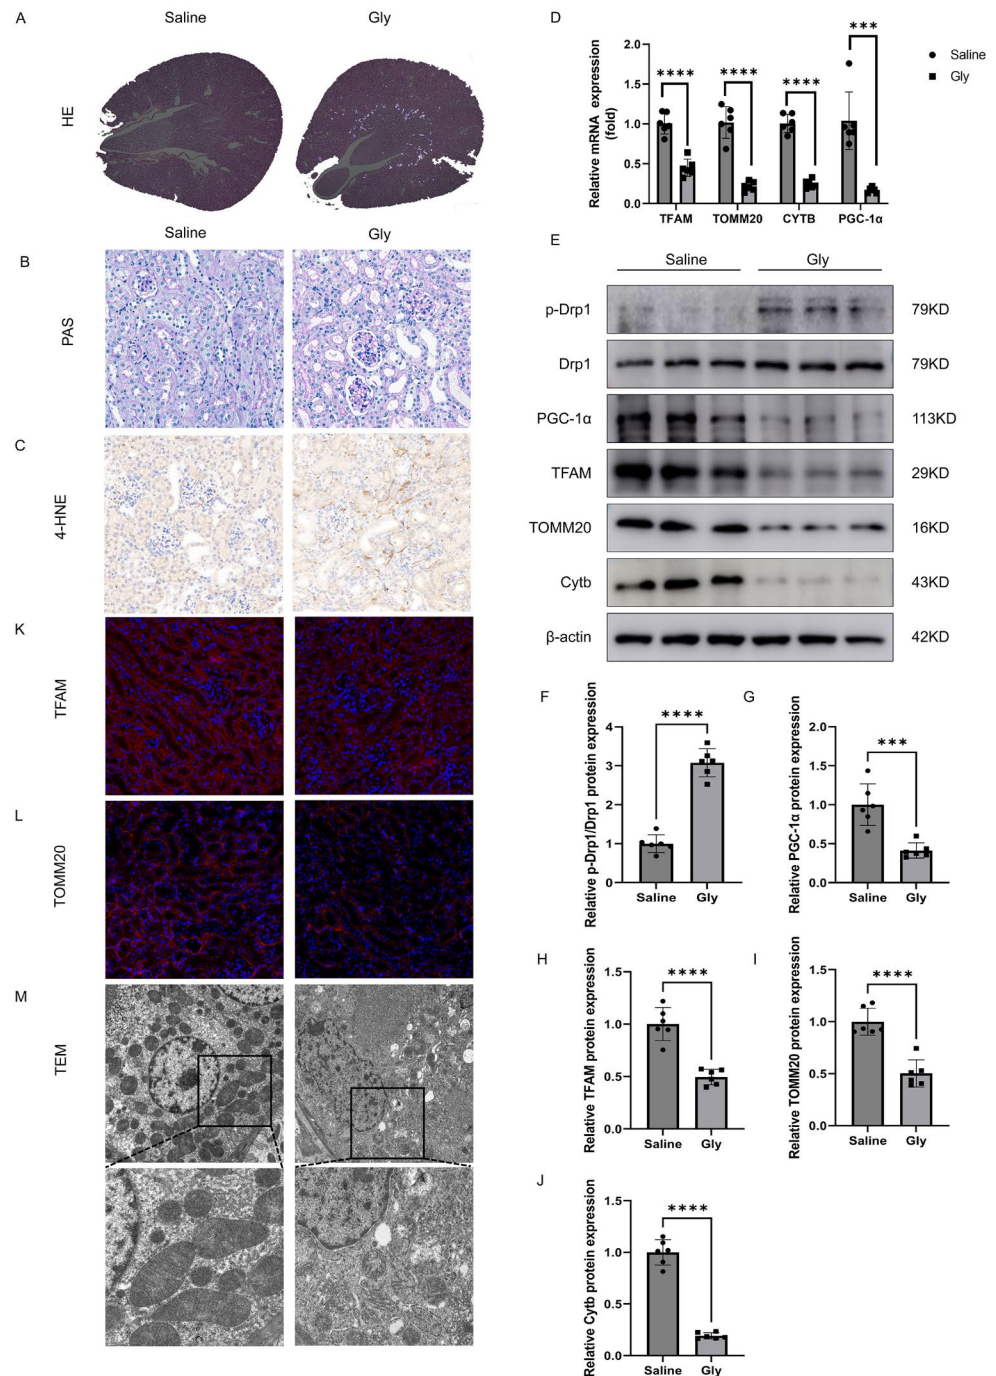 A
Saline
Gly
HE
Saline
Gly
B
PAS
C
4-HNE
K
TFAM
L
TOMM20
M
TEM
D
Relative mRNA expression
(fold)
2.0
1.5
1.0
0.5
0.0
****
****
****
***
TFAM
TOMM20
CYTB
PGC-1α
Saline
Gly
E
Saline
Gly
p-Drp1
79KD
Drp1
79KD
PGC-1α
113KD
TFAM
29KD
TOMM20
16KD
Cytb
43KD
β-actin
42KD
F
Relative p-Drp1/Drp1 protein expression
4
3
2
1
0
****
Saline
Gly
G
Relative PGC-1α protein expression
2.0
1.5
1.0
0.5
0.0
***
Saline
Gly
H
Relative TFAM protein expression
1.5
1.0
0.5
0.0
****
Saline
Gly
I
Relative TOMM20 protein expression
1.5
1.0
0.5
0.0
****
Saline
Gly
J
Relative Cytb protein expression
1.5
1.0
0.5
0.0
****
Saline
Gly